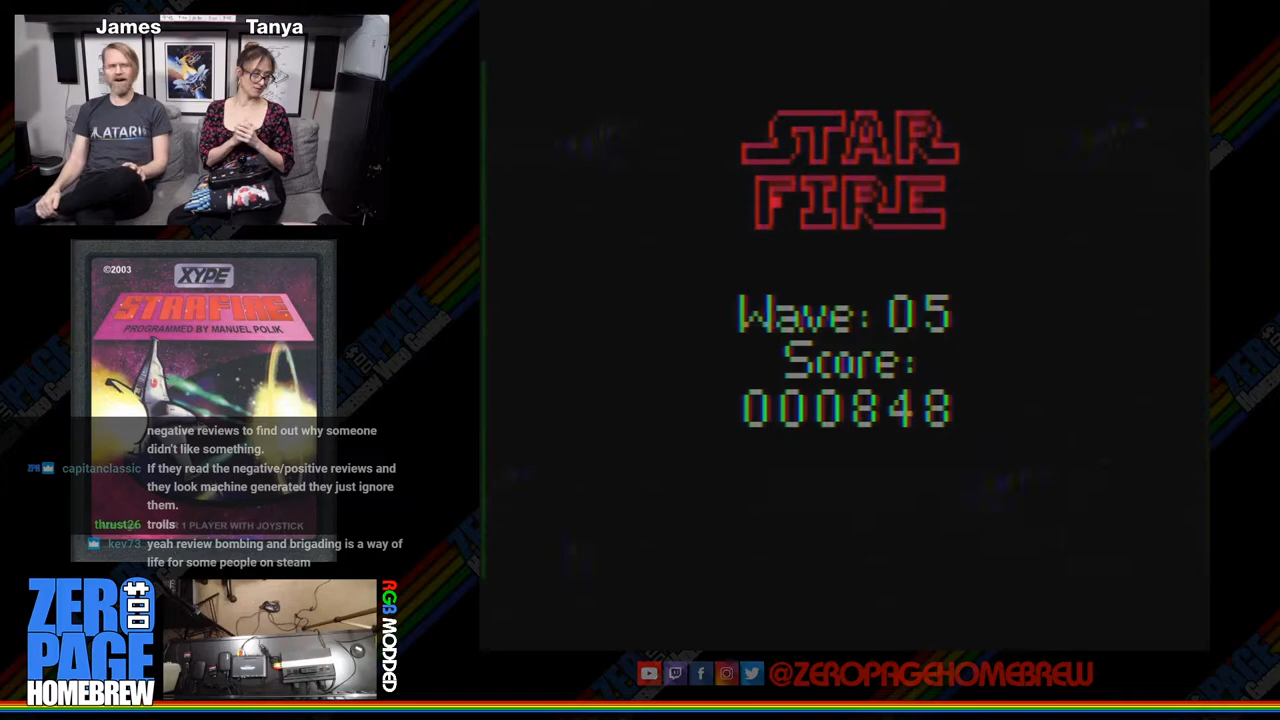 James
Tanya
ATARI
©2003
XYPE
STARFIRE
PROGRAMMED BY MANUEL POLIK
negative reviews to find out why someone
didn't like something.
capitanclassic If they read the negative/positive reviews and
they look machine generated they just ignore
them.
thrust26 trolls
1 PLAYER WITH JOYSTICK
kev73 yeah review bombing and brigading is a way of
life for some people on steam
ZERO
PAGE
HOMEBREW
RGB MODDED
STAR
FIRE
Wave: 05
Score:
000848
@ZEROPAGEHOMEBREW